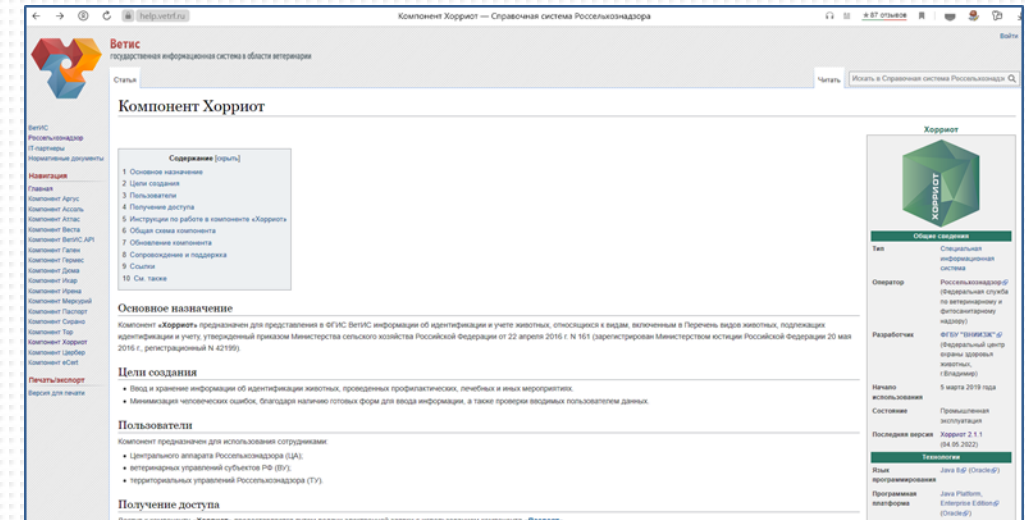 help.vetrf.ru
Компонент Хорриот — Справочная система Россельхознадзора
+87 отзывов
Войти
Ветис
государственная информационная система в области ветеринарии
Статья
Читать
Искать в Справочная система Россельхознадз
Компонент Хорриот
ВетИС
Россельхознадзор
IT-партнеры
Нормативные документы
Навигация
Главная
Компонент Аргус
Компонент Ассоль
Компонент Атлас
Компонент Веста
Компонент ВетИС.API
Компонент Гален
Компонент Гермес
Компонент Дюма
Компонент Икар
Компонент Ирена
Компонент Меркурий
Компонент Паспорт
Компонент Сирано
Компонент Тор
Компонент Хорриот
Компонент Цербер
Компонент eCert
Печать/экспорт
Версия для печати
Содержание [скрыть]
1 Основное назначение
2 Цели создания
3 Пользователи
4 Получение доступа
5 Инструкции по работе в компоненте «Хорриот»
6 Общая схема компонента
7 Обновление компонента
8 Сопровождение и поддержка
9 Ссылки
10 См. также
Основное назначение
Компонент «Хорриот» предназначен для представления в ФГИС ВетИС информации об идентификации и учете животных, относящихся к видам, включенным в Перечень видов животных, подлежащих
идентификации и учету, утвержденный приказом Министерства сельского хозяйства Российской Федерации от 22 апреля 2016 г. N 161 (зарегистрирован Министерством юстиции Российской Федерации 20 мая
2016 г., регистрационный N 42199).
Цели создания
Ввод и хранение информации об идентификации животных, проведенных профилактических, лечебных и иных мероприятиях.
Минимизация человеческих ошибок, благодаря наличию готовых форм для ввода информации, а также проверки вводимых пользователем данных.
Пользователи
Компонент предназначен для использования сотрудниками:
Центрального аппарата Россельхознадзора (ЦА);
ветеринарных управлений субъектов РФ (ВУ);
территориальных управлений Россельхознадзора (ТУ).
Получение доступа
Хорриот
ХОРРИОТ
Общие сведения
Тип Специальная
информационная
система
Оператор Россельхознадзор
(Федеральная служба
по ветеринарному и
фитосанитарному
надзору)
Разработчик ФГБУ "ВНИИЗЖ"
(Федеральный центр
охраны здоровья
животных,
г.Владимир)
Начало 5 марта 2019 года
использования
Состояние Промышленная
эксплуатация
Последняя версия Хорриот 2.1.1
(04.05.2022)
Технологии
Язык Java 8 (Oracle)
программирования
Программная Java Platform,
платформа Enterprise Edition
(Oracle)